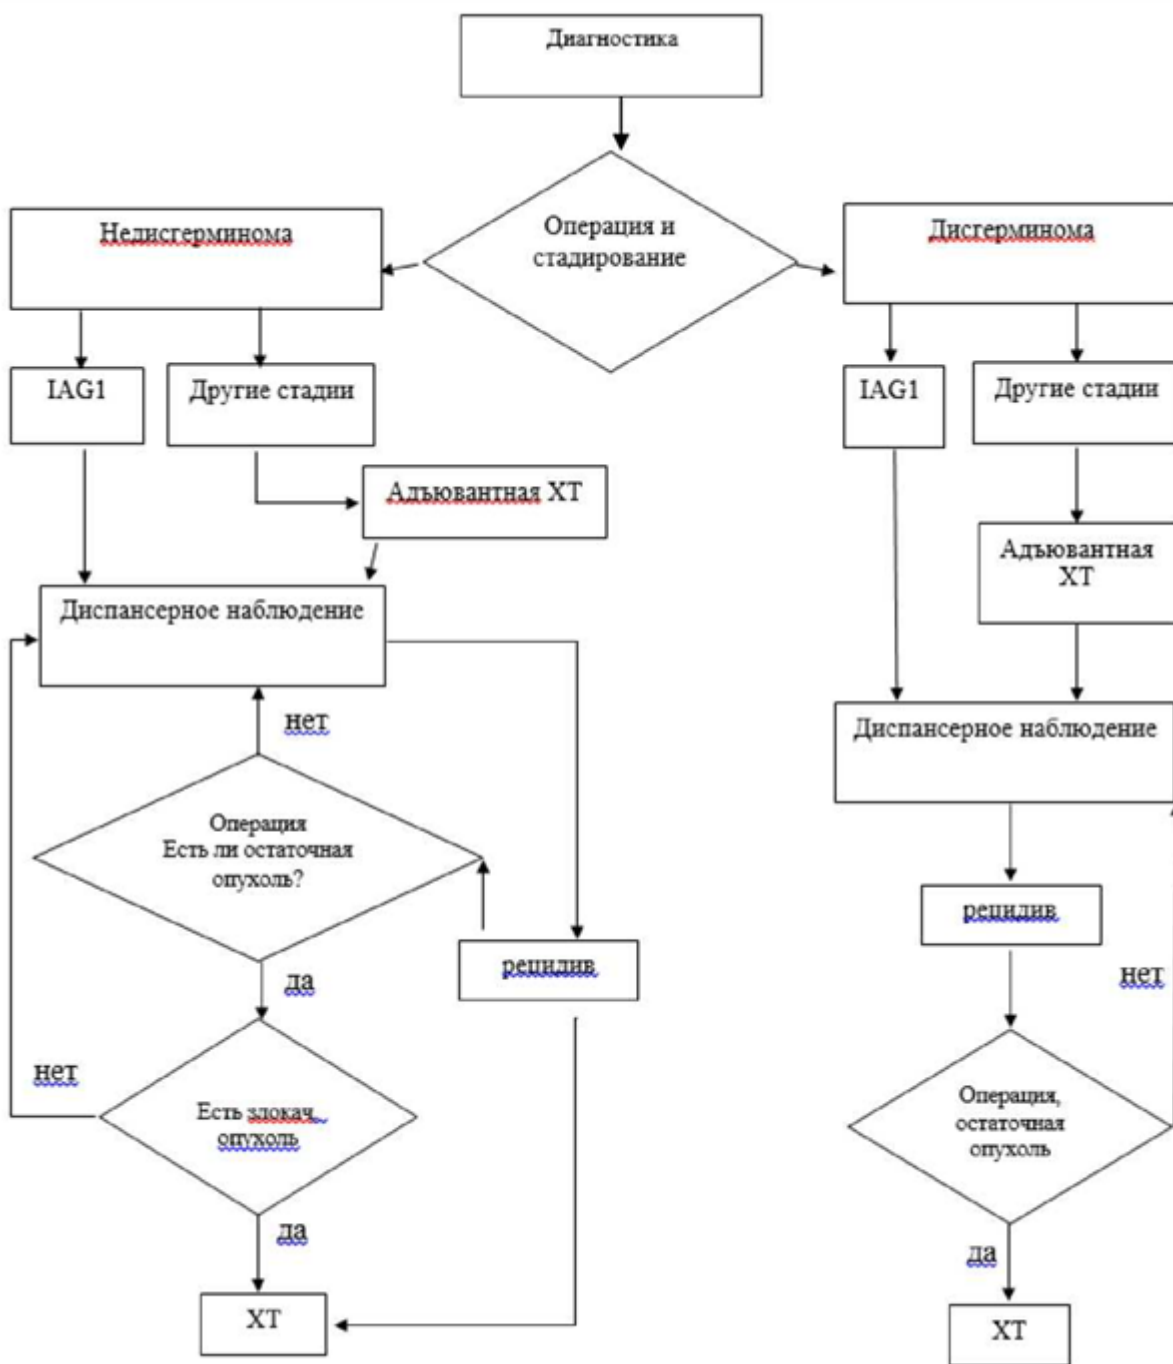 Диагностика
Операция и
стадирование
Недисгерминома
Дисгерминома
IAG1
Другие стадии
IAG1
Другие стадии
Адъювантная ХТ
Адъювантная
ХТ
Диспансерное наблюдение
Диспансерное наблюдение
нет
Операция
Есть ли остаточная
опухоль?
рецидив
рецидив
да
нет
нет
Есть злокач.
опухоль
Операция,
остаточная
опухоль
да
да
ХТ
ХТ